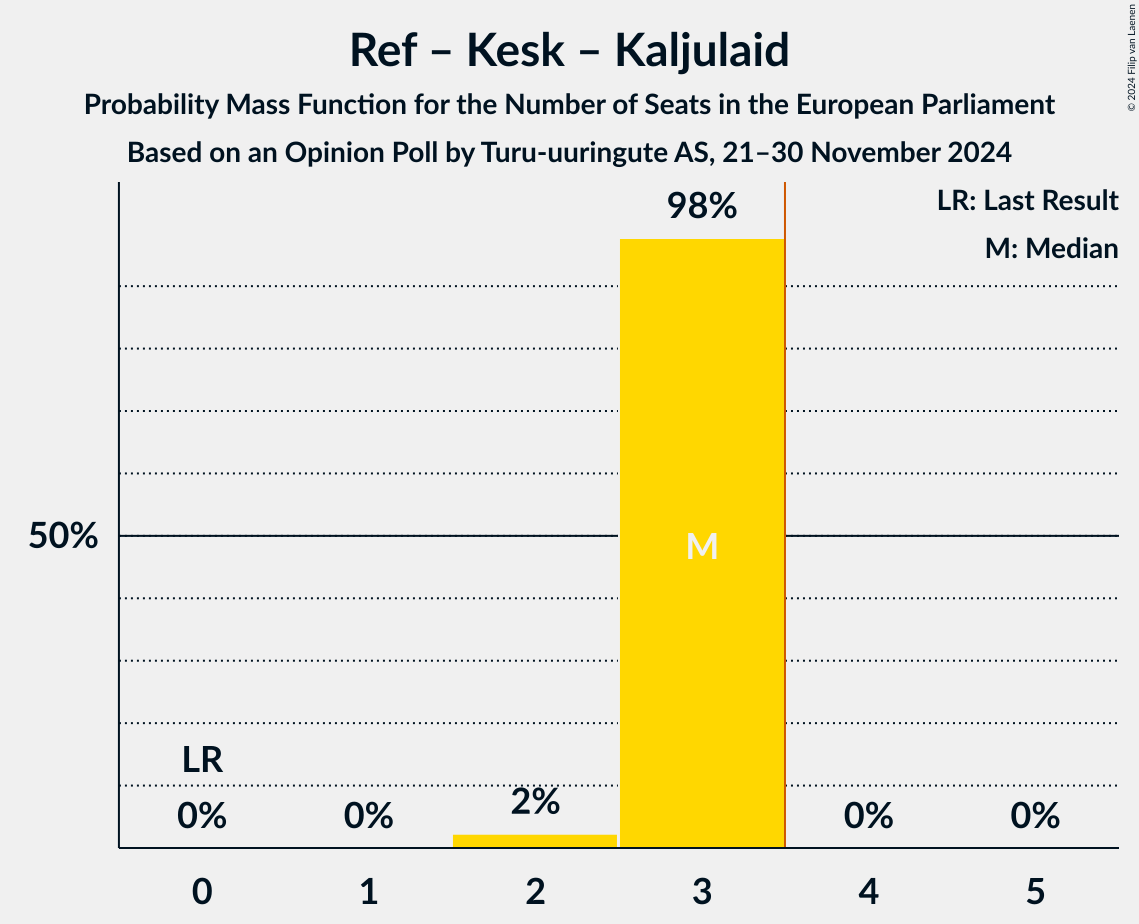 Ref – Kesk – Kaljulaid
Probability Mass Function for the Number of Seats in the European Parliament
Based on an Opinion Poll by Turu-uuringute AS, 21–30 November 2024
© 2024 Filip van Laenen
LR: Last Result
M: Median
98%
50%
M
LR
0%
0%
2%
0%
0%
0
1
2
3
4
5